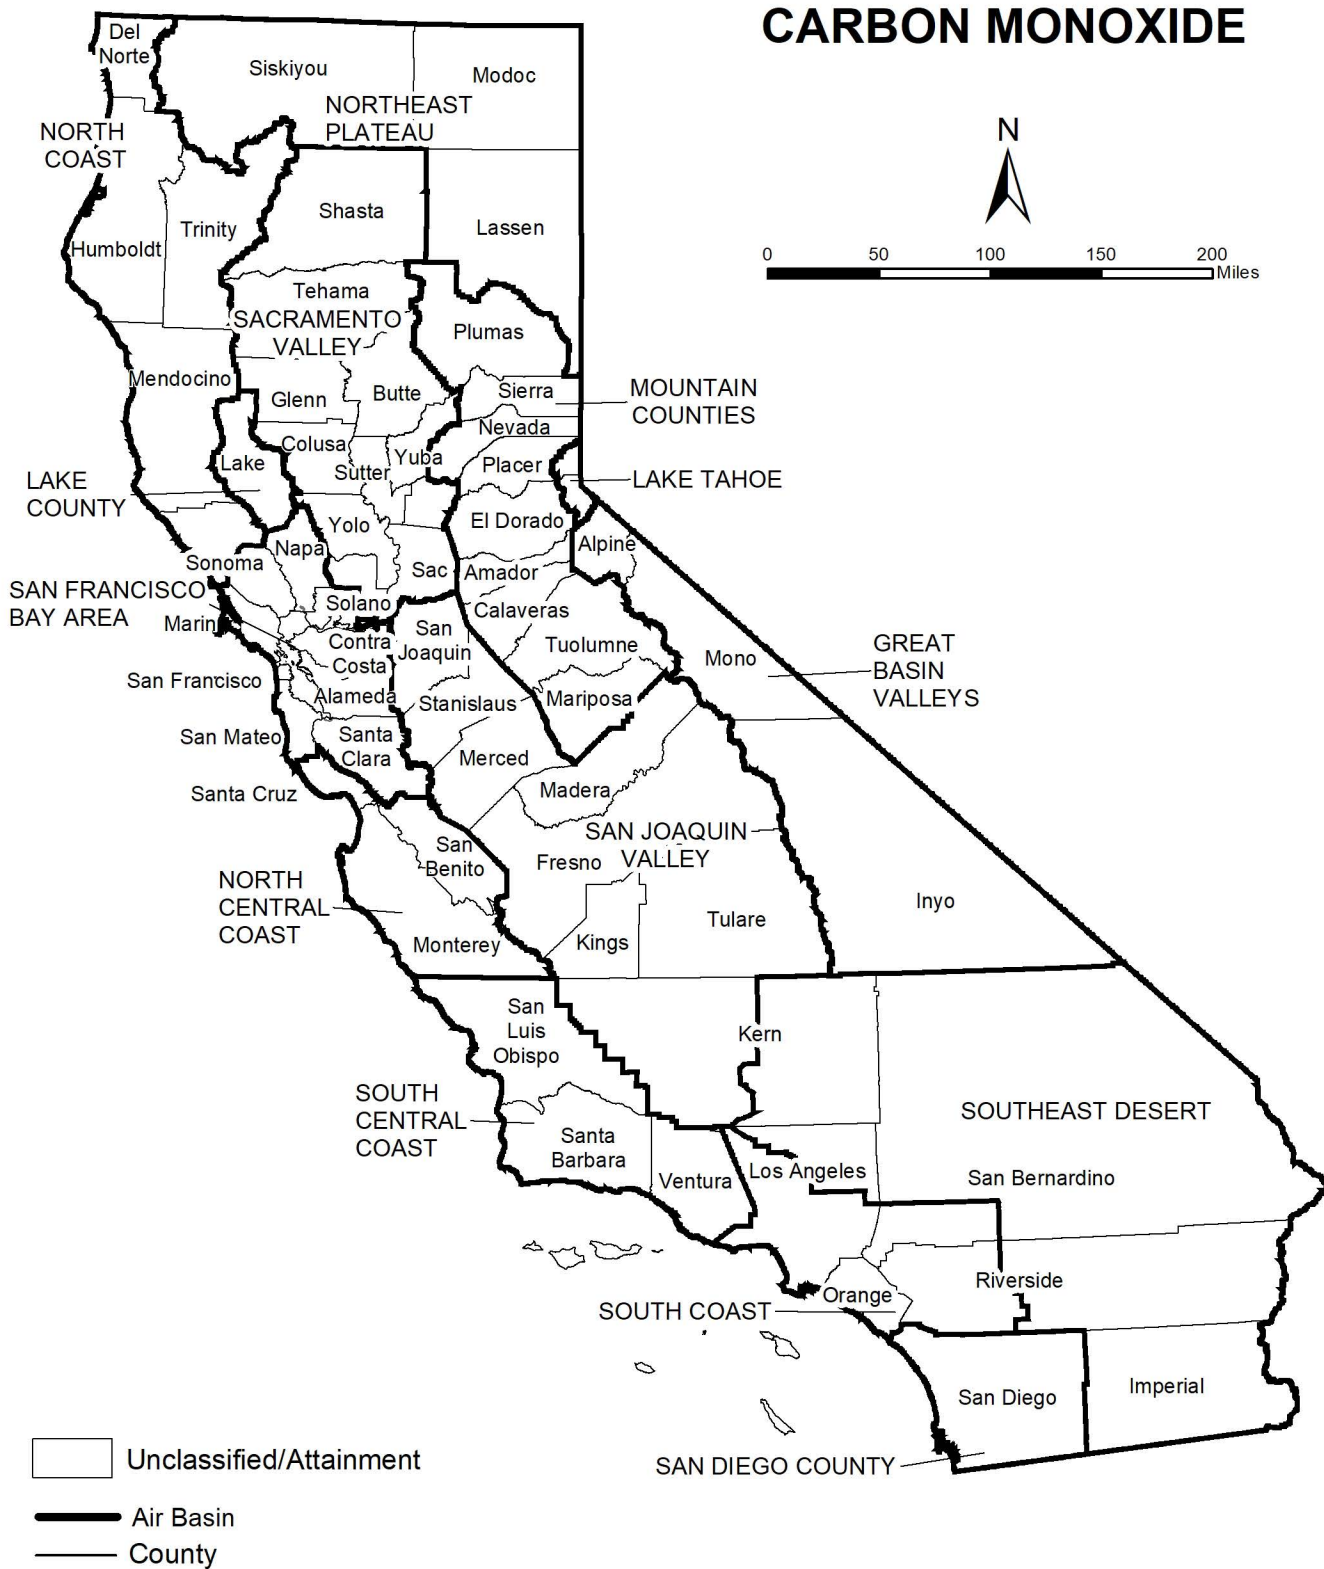 CARBON MONOXIDE
Del
Norte
Siskiyou
Modoc
NORTHEAST
PLATEAU
NORTH
COAST
N
Shasta
Trinity
Lassen
Humboldt
0 50 100 150 200
Miles
Tehama
SACRAMENTO
VALLEY
Plumas
Mendocino
Glenn
Butte
Sierra
MOUNTAIN
COUNTIES
Nevada
Colusa
Yuba
Sutter
Placer
Lake
LAKE
COUNTY
LAKE TAHOE
El Dorado
Yolo
Napa
Alpine
Sonoma
Sac
Amador
SAN FRANCISCO
BAY AREA
Solano
Calaveras
Marin
Contra
Costa
San
Joaquin
Tuolumne
Mono
GREAT
BASIN
VALLEYS
San Francisco
Alameda
Stanislaus
Mariposa
San Mateo
Santa
Clara
Merced
Santa Cruz
Madera
SAN JOAQUIN
VALLEY
San
Benito
Fresno
NORTH
CENTRAL
COAST
Inyo
Tulare
Monterey
Kings
San
Luis
Obispo
Kern
SOUTH
CENTRAL
COAST
SOUTHEAST DESERT
Santa
Barbara
Ventura
Los Angeles
San Bernardino
Riverside
Orange
SOUTH COAST
San Diego
Imperial
SAN DIEGO COUNTY
Unclassified/Attainment
Air Basin
County